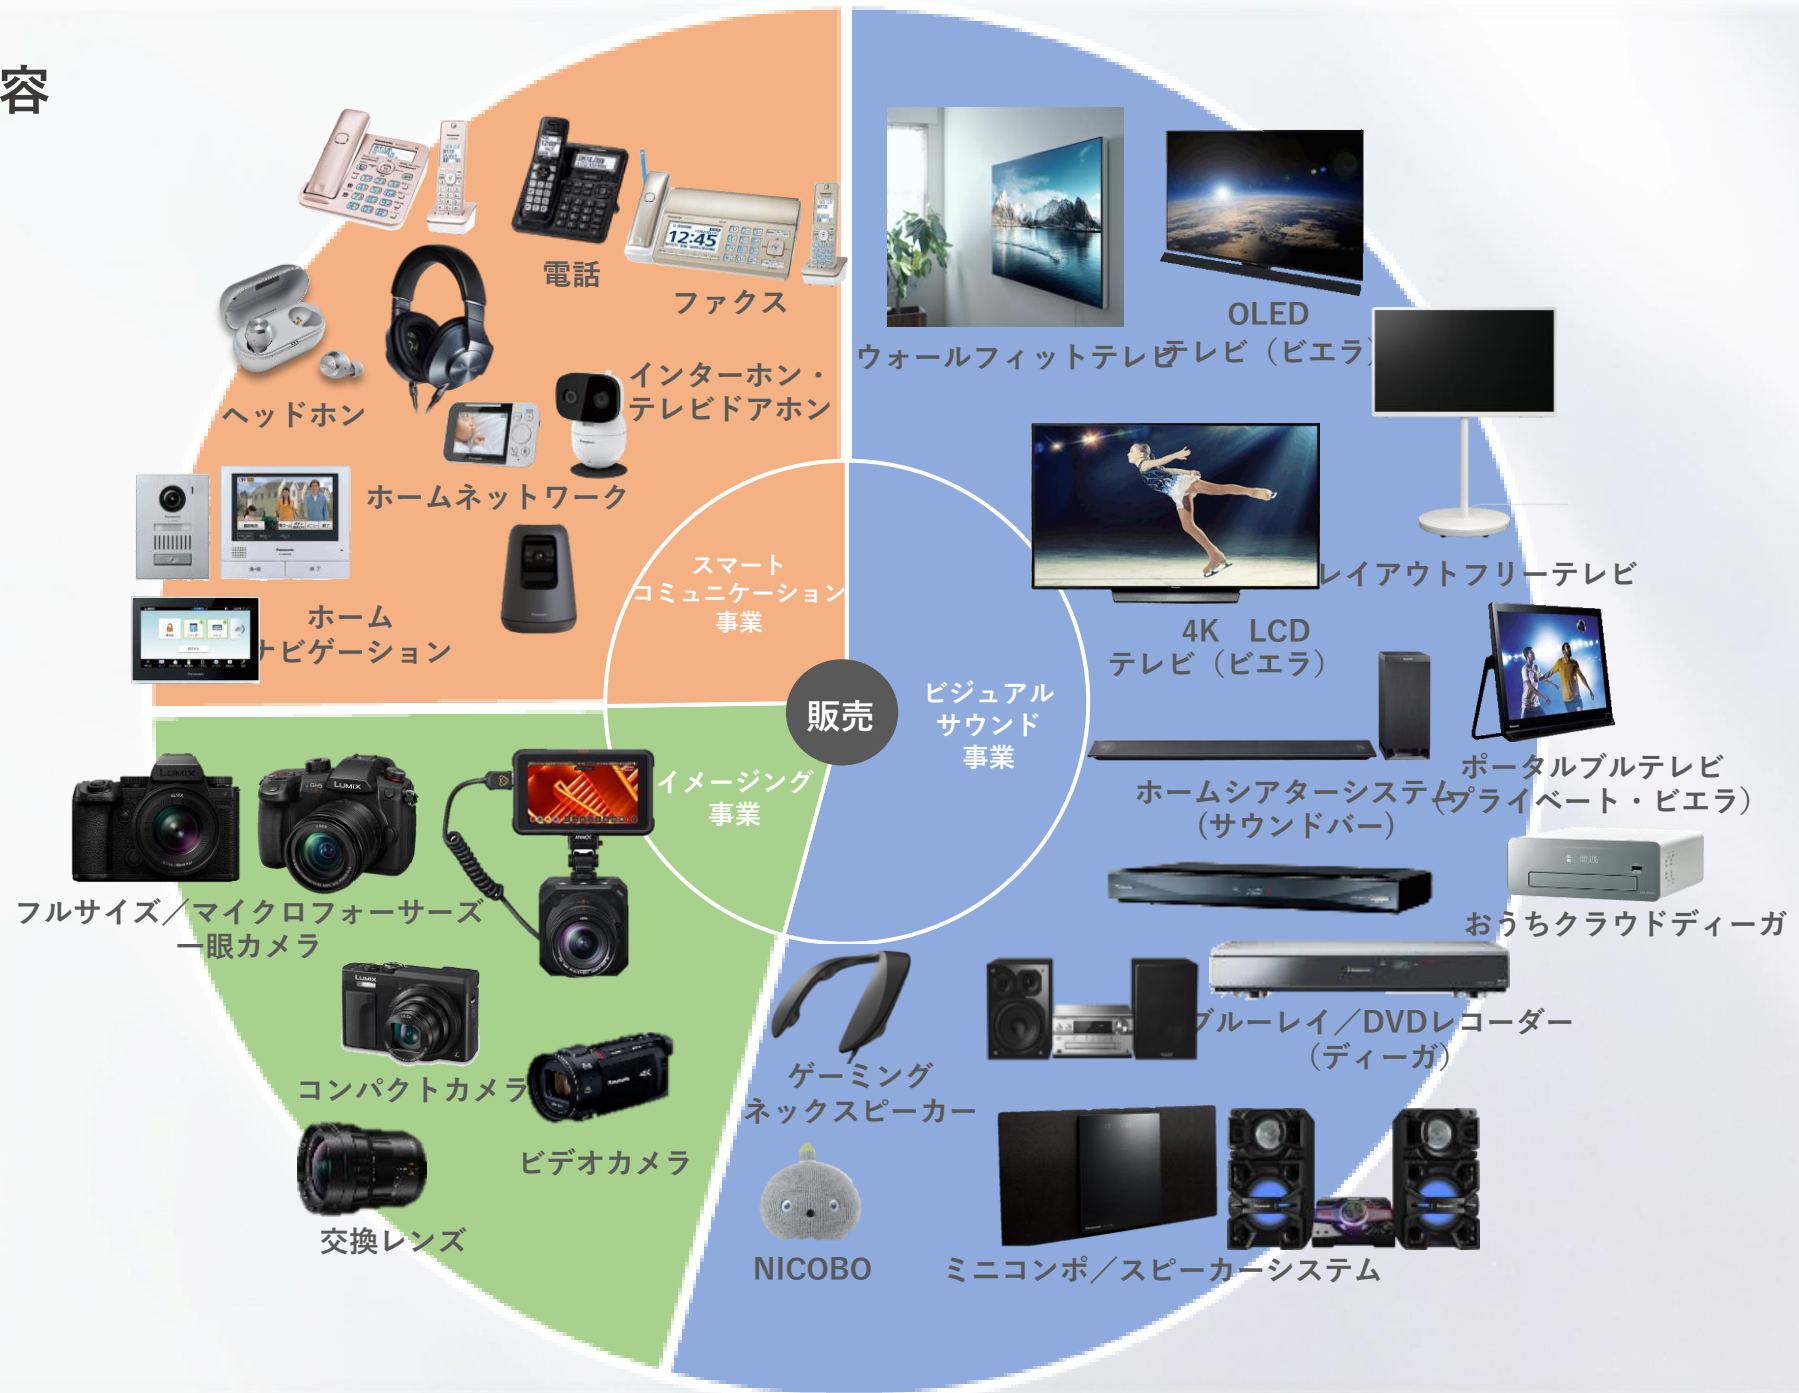 容
電話
ファクス
ヘッドホン
インターホン・
テレビドアホン
ホームネットワーク
ホーム
ナビゲーション
スマート
コミュニケーション
事業
ウォールフィットテレビ
OLED
テレビ（ビエラ）
レイアウトフリーテレビ
4K　LCD
テレビ（ビエラ）
販売
ビジュアル
サウンド
事業
ホームシアターシステム
（サウンドバー）
ポータルブルテレビ
（プライベート・ビエラ）
おうちクラウドディーガ
ブルーレイ／DVDレコーダー
（ディーガ）
イメージング
事業
フルサイズ／マイクロフォーサーズ
一眼カメラ
コンパクトカメラ
ビデオカメラ
交換レンズ
ゲーミング
ネックスピーカー
NICOBO
ミニコンポ／スピーカーシステム
12:45
LUMIX
LUMIX
LUMIX
4K